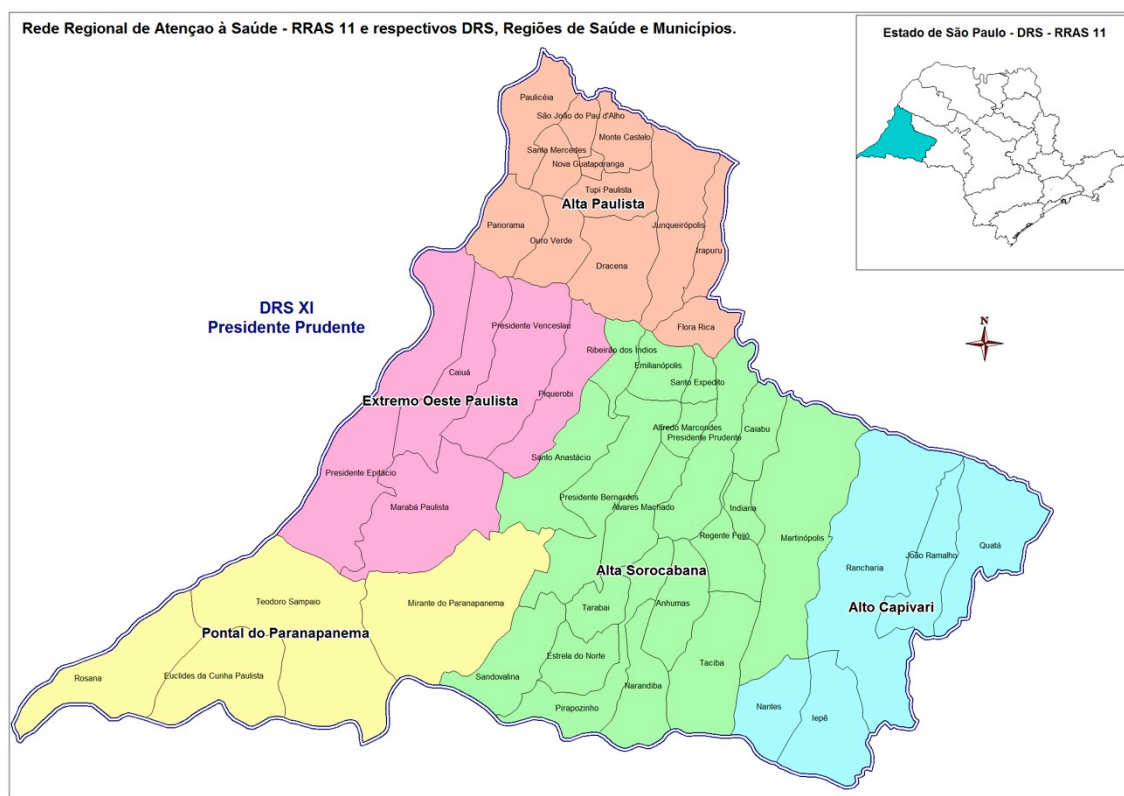 Rede Regional de Atençao à Saúde - RRAS 11 e respectivos DRS, Regiões de Saúde e Municípios.
Estado de São Paulo - DRS - RRAS 11
Paulicéia
São João do Pau d'Alho
Monte Castelo
Santa Mercedes
Nova Guataporanga
Tupi Paulista
Alta Paulista
Panorama
Junqueirópolis
Ouro Verde
Irapuru
Dracena
DRS XI
Presidente Prudente
Flora Rica
N
Presidente Venceslau
Ribeirão dos Índios
Emilianópolis
Caiuá
Santo Expedito
Piquerobi
Extremo Oeste Paulista
Alfredo Marcondes
Caiabu
Presidente Prudente
Santo Anastácio
Presidente Epitácio
Presidente Bernardes
Marabá Paulista
Álvares Machado
Indiana
Regente Feijó
Martinópolis
Quatá
João Ramalho
Rancharia
Alta Sorocabana
Teodoro Sampaio
Mirante do Paranapanema
Tarabai
Anhumas
Alto Capivari
Pontal do Paranapanema
Estrela do Norte
Taciba
Rosana
Euclides da Cunha Paulista
Sandovalina
Narandiba
Pirapozinho
Nantes
Iepê